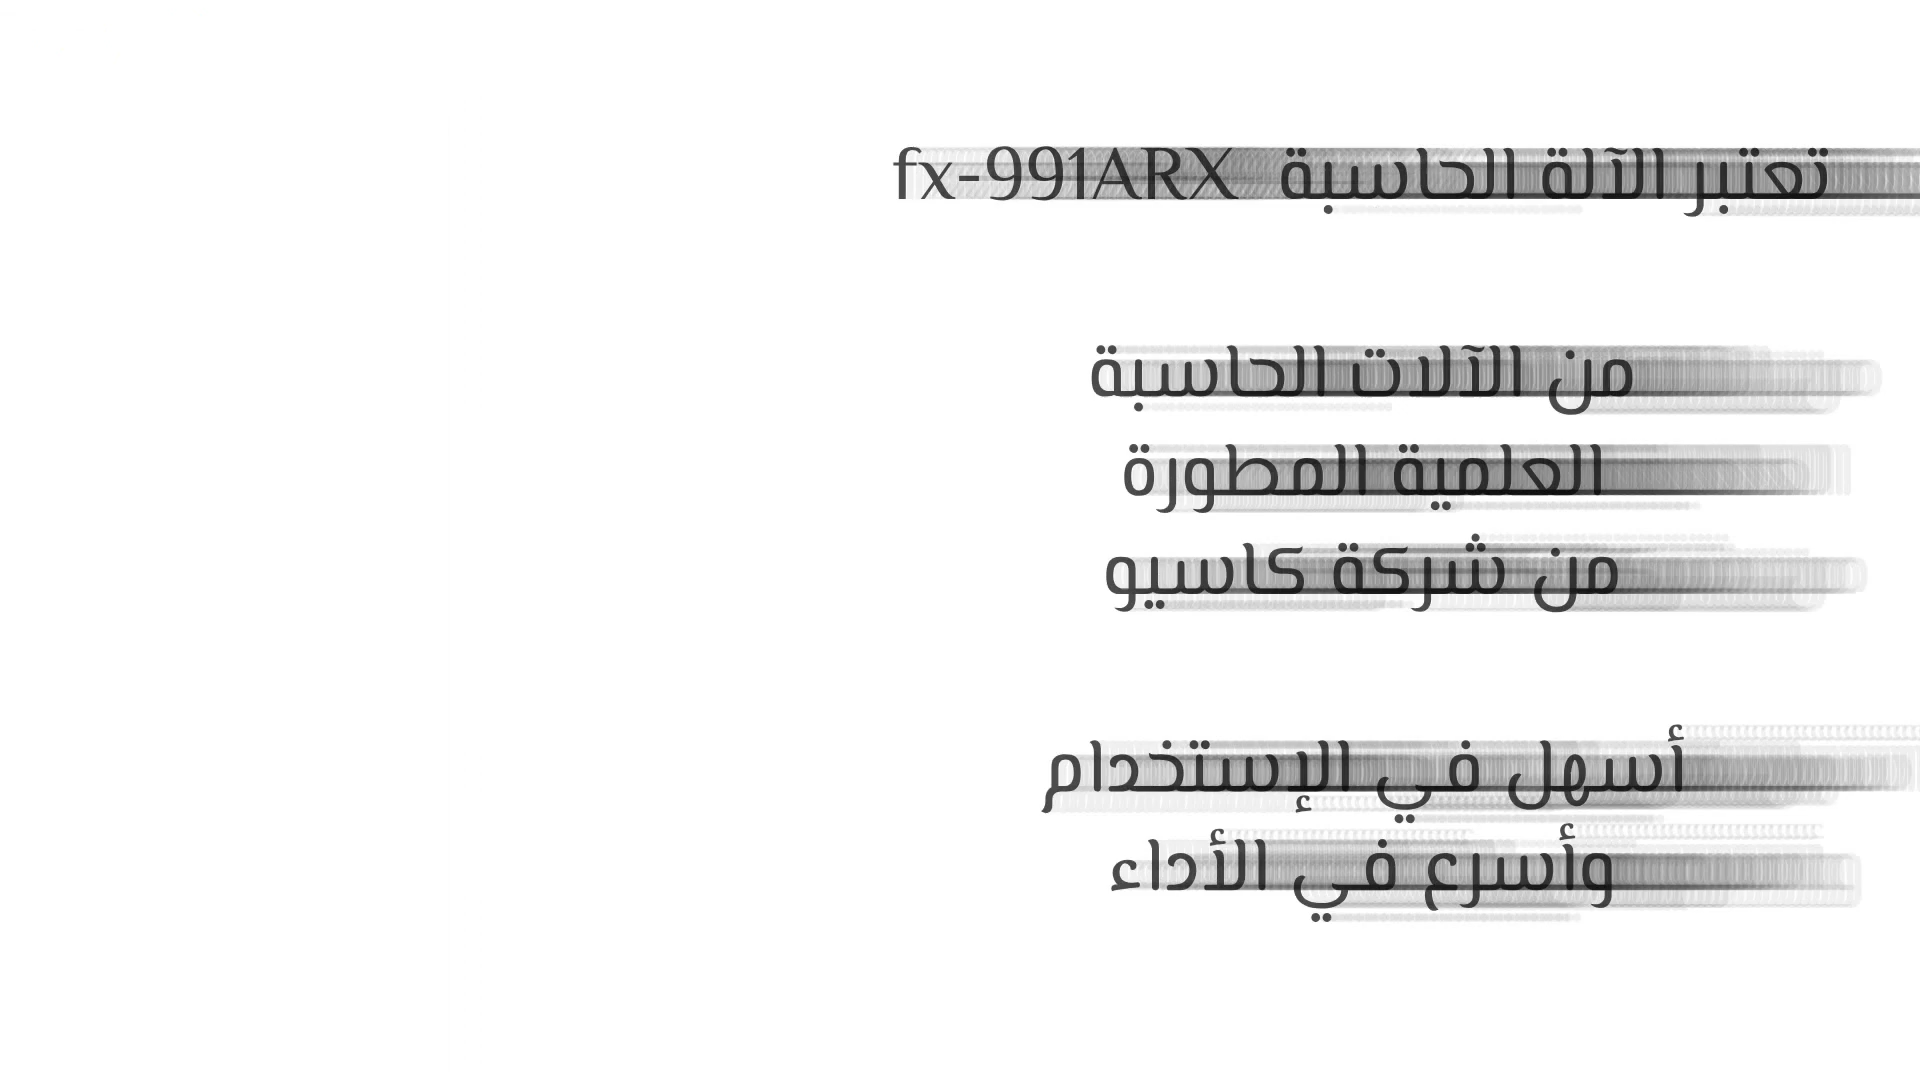 تعتبر الآلة الحاسبة fx-991ARX
من الآلات الحاسبة
العلمية المطورة
من شركة كاسيو
أسهل في الإستخدام
وأسرع في الأداء